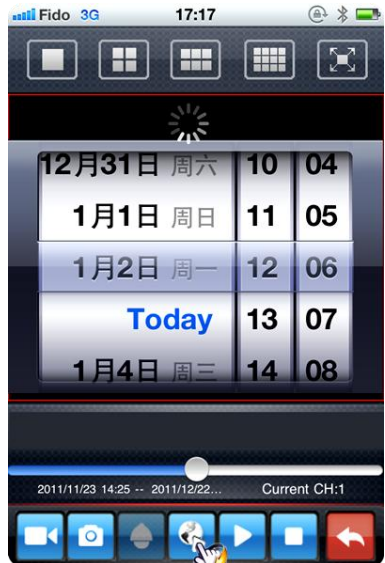 Fido 3G 17:17
12月31日 周六 10 04
1月1日 周日 11 05
1月2日 周一 12 06
Today 13 07
1月4日 周三 14 08
2011/11/23 14:25 -- 2011/12/22... Current CH:1